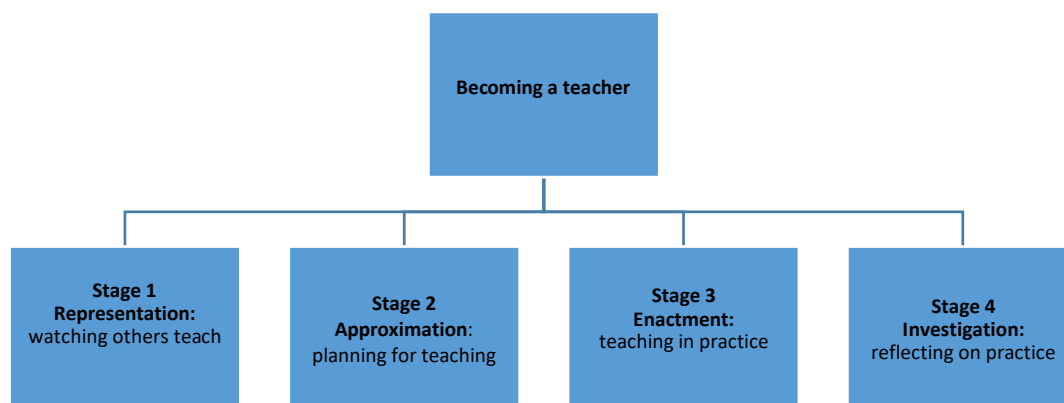 Becoming a teacher
Stage 1
Representation:
watching others teach
Stage 2
Approximation:
planning for teaching
Stage 3
Enactment:
teaching in practice
Stage 4
Investigation:
reflecting on practice